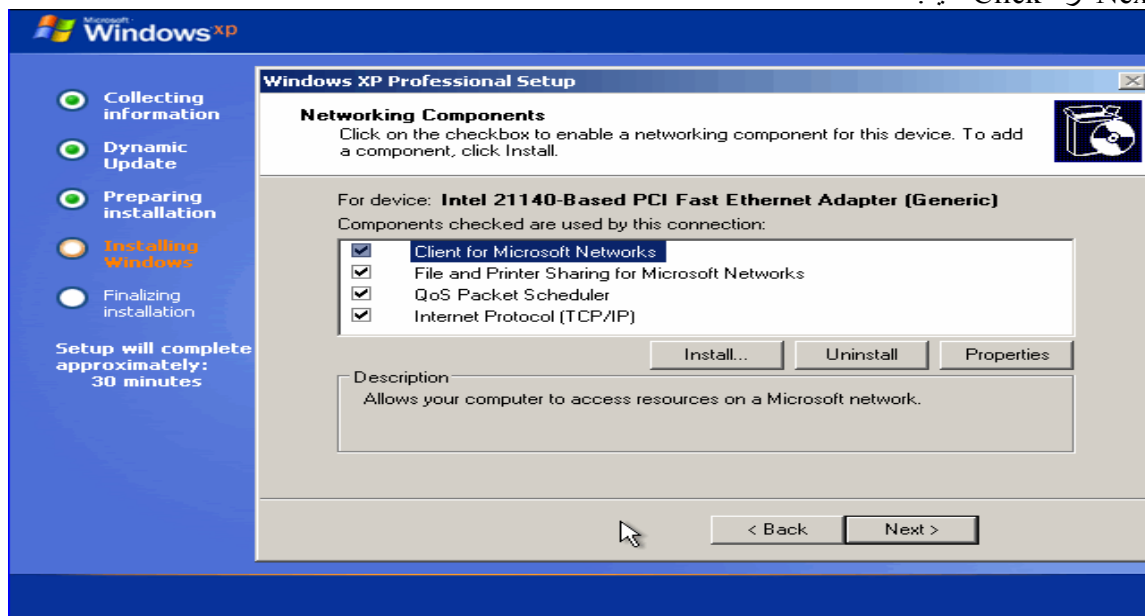 Microsoft
Windows xp
Collecting
information
Dynamic
Update
Preparing
installation
Installing
Windows
Finalizing
installation
Setup will complete
approximately:
30 minutes
Windows XP Professional Setup
Networking Components
Click on the checkbox to enable a networking component for this device. To add
a component, click Install.
For device: Intel 21140-Based PCI Fast Ethernet Adapter (Generic)
Components checked are used by this connection:
Client for Microsoft Networks
File and Printer Sharing for Microsoft Networks
QoS Packet Scheduler
Internet Protocol (TCP/IP)
Install...
Uninstall
Properties
Description
Allows your computer to access resources on a Microsoft network.
< Back
Next >